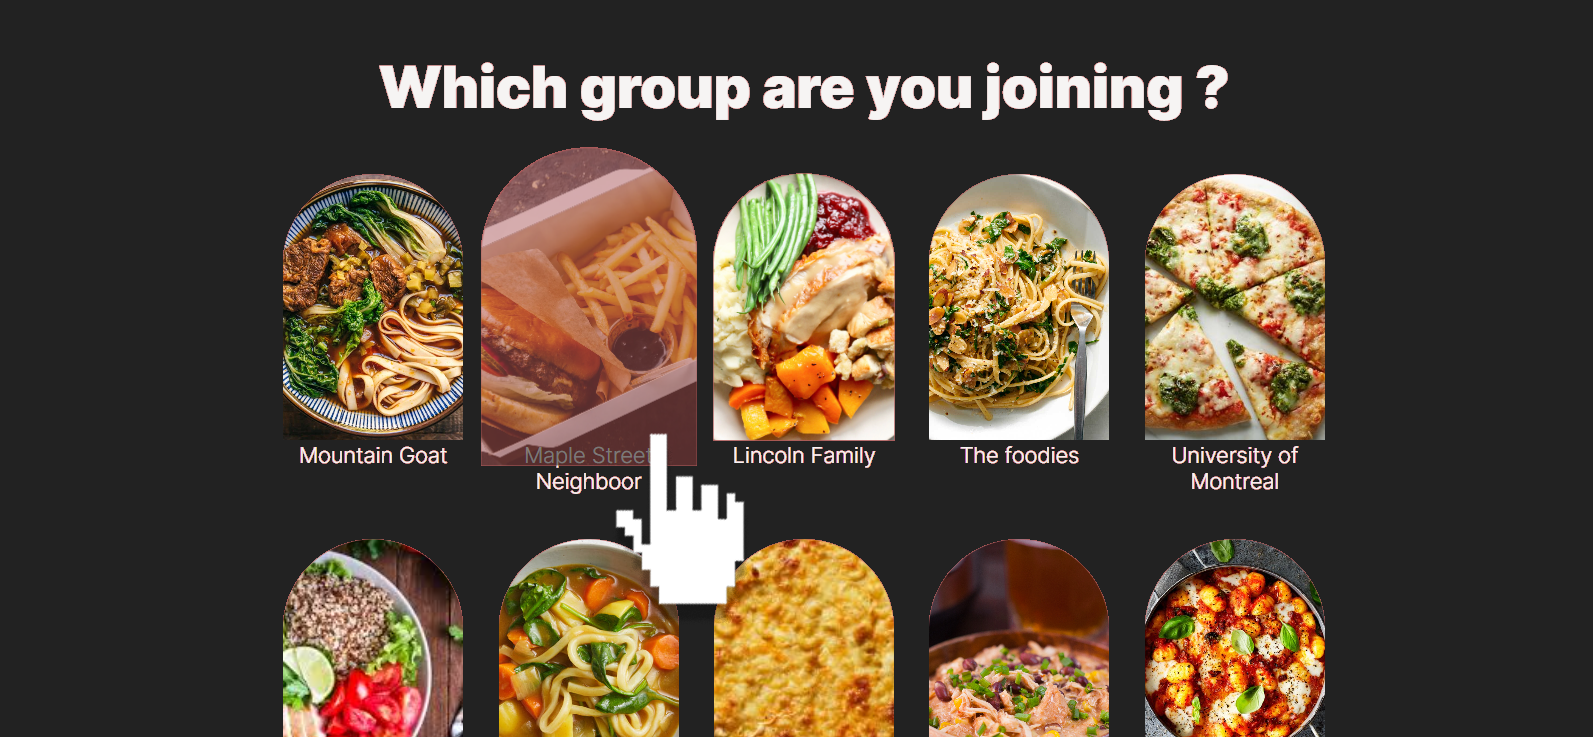 Which group are you joining ?
Mountain Goat
Maple Street
Neighboor
Lincoln Family
The foodies
University of
Montreal